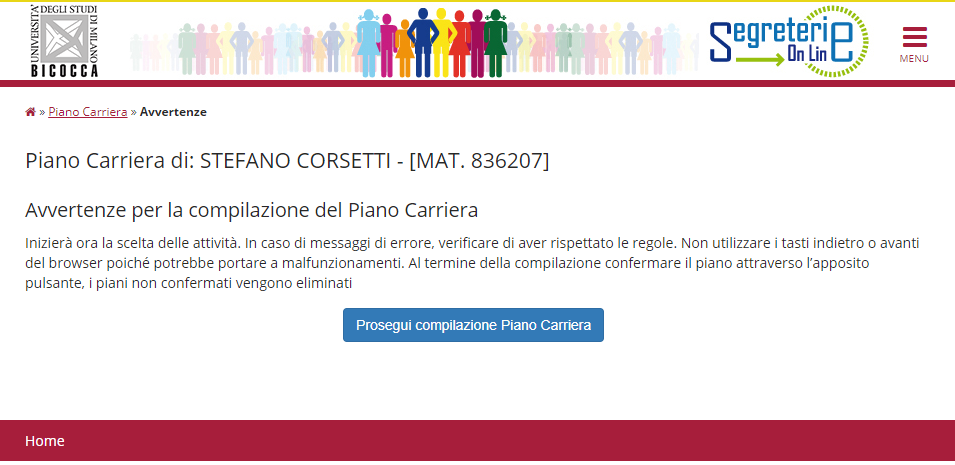 UNIVERSITÀ
DEGLI STUDI
DI MILANO
BICOCCA
Segreterie
On Line
MENU
» Piano Carriera » Avvertenze
Piano Carriera di: STEFANO CORSETTI - [MAT. 836207]
Avvertenze per la compilazione del Piano Carriera
Inizierà ora la scelta delle attività. In caso di messaggi di errore, verificare di aver rispettato le regole. Non utilizzare i tasti indietro o avanti
del browser poiché potrebbe portare a malfunzionamenti. Al termine della compilazione confermare il piano attraverso l'apposito
pulsante, i piani non confermati vengono eliminati
Prosegui compilazione Piano Carriera
Home